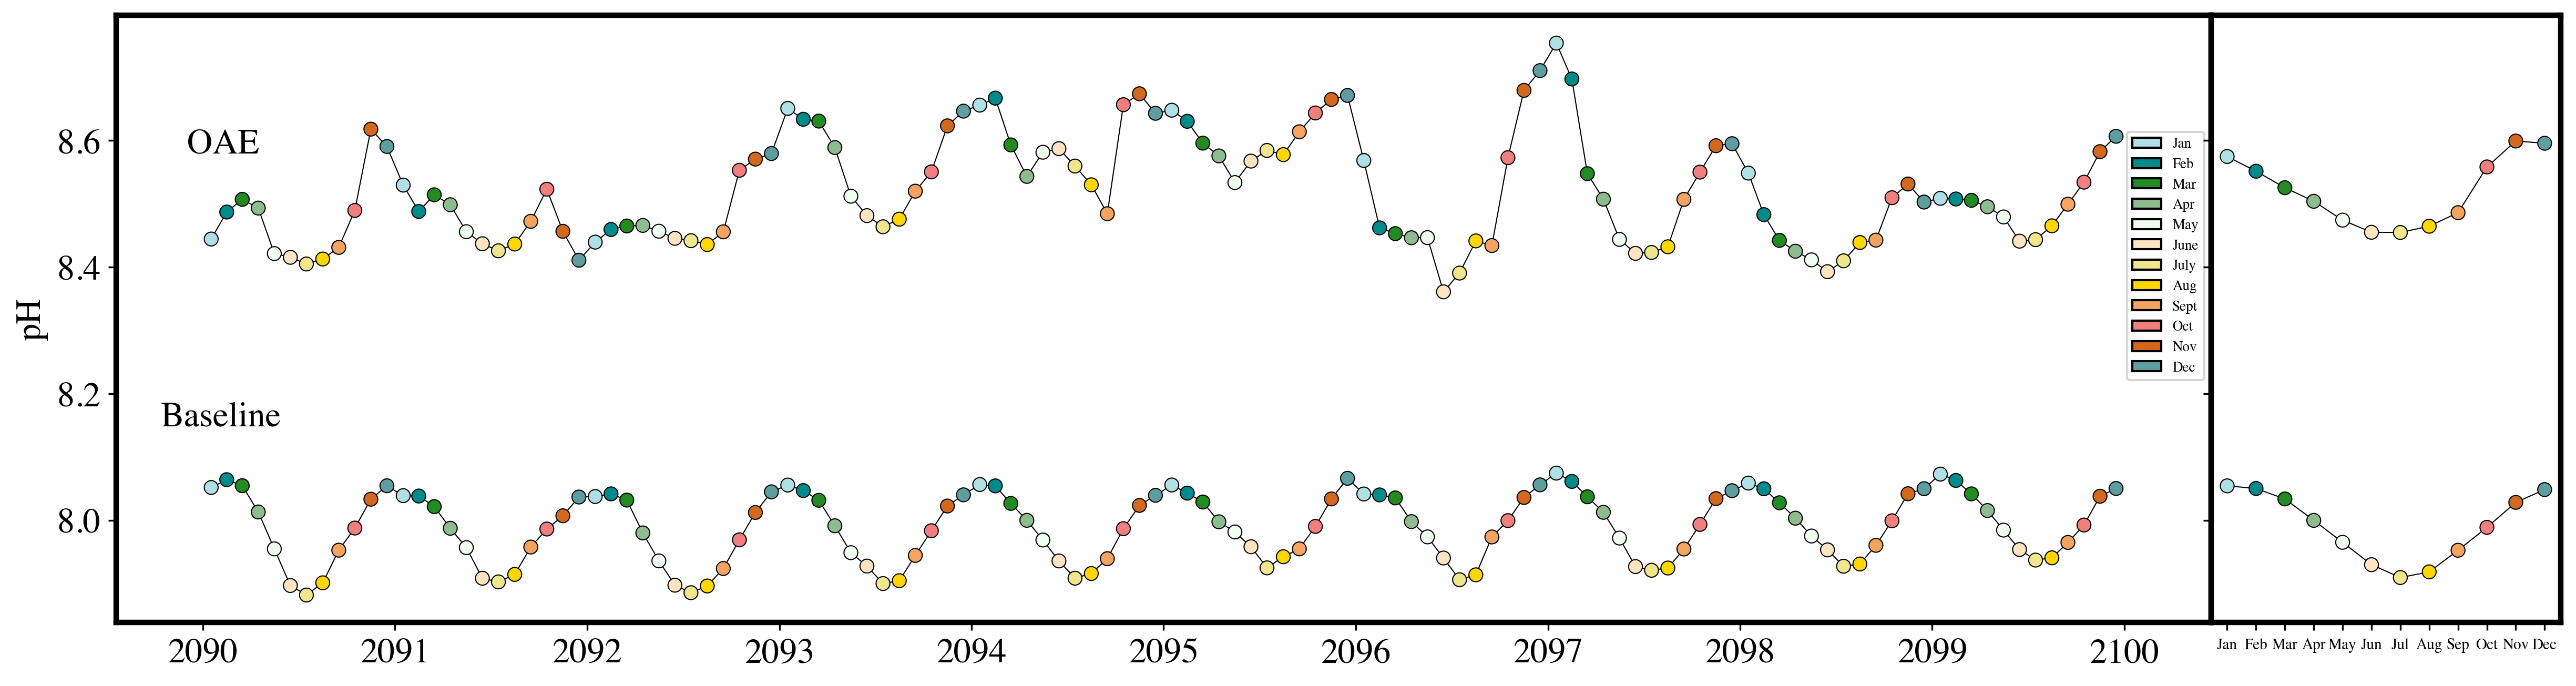 pH
8.6
8.4
8.2
8.0
OAE
Baseline
Jan
Feb
Mar
Apr
May
June
July
Aug
Sept
Oct
Nov
Dec
2090 2091 2092 2093 2094 2095 2096 2097 2098 2099 2100
Jan Feb Mar Apr May Jun Jul Aug Sep Oct Nov Dec